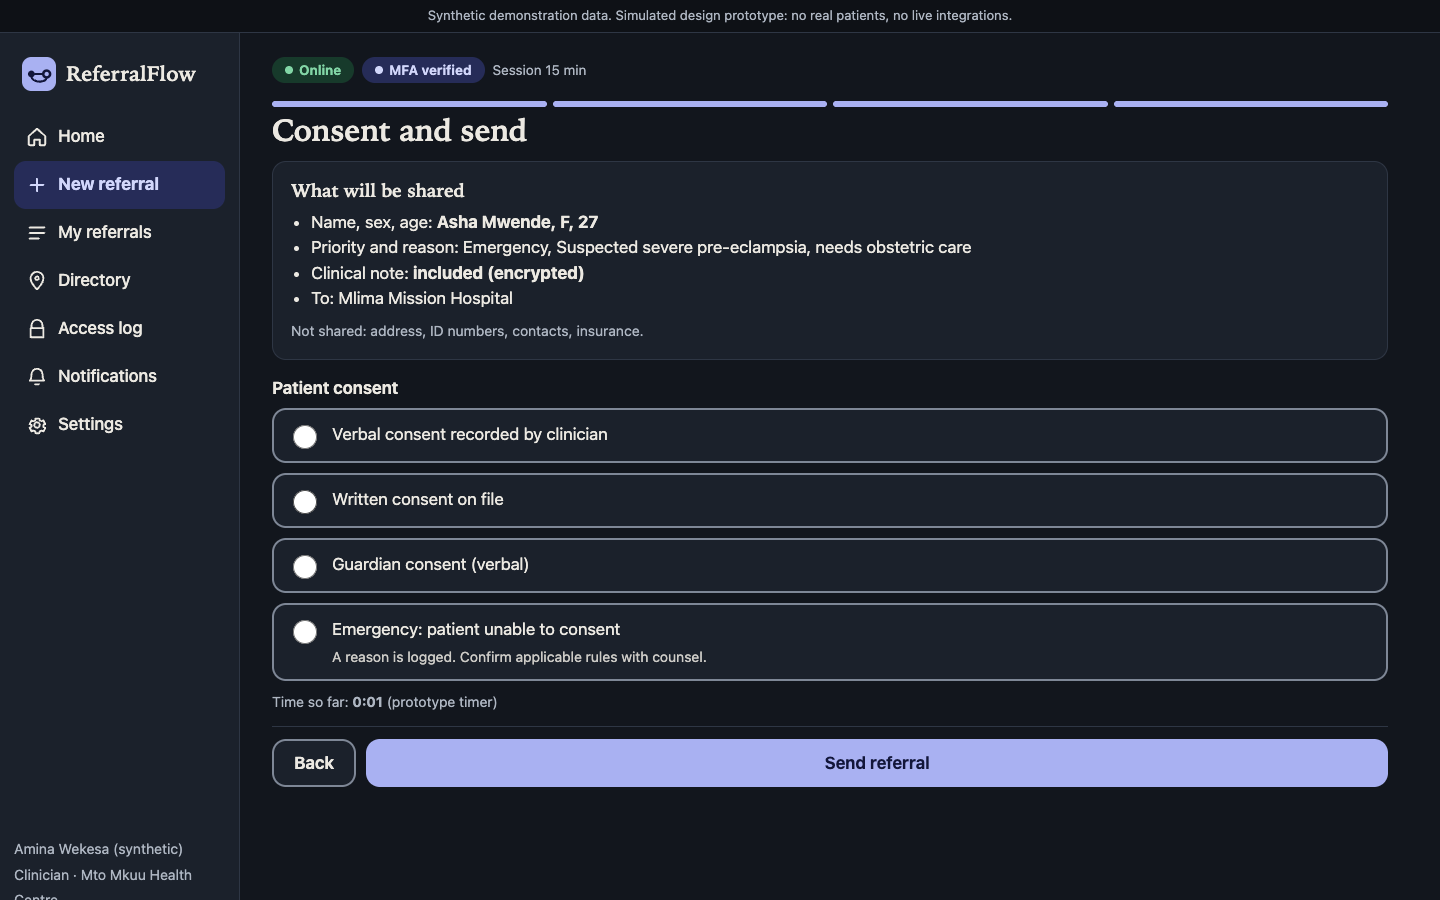 Synthetic demonstration data. Simulated design prototype: no real patients, no live integrations.
ReferralFlow
Home
New referral
My referrals
Directory
Access log
Notifications
Settings
Amina Wekesa (synthetic)
Clinician · Mto Mkuu Health
Centre
Online
MFA verified
Session 15 min
Consent and send
What will be shared
Name, sex, age: Asha Mwende, F, 27
Priority and reason: Emergency, Suspected severe pre-eclampsia, needs obstetric care
Clinical note: included (encrypted)
To: Mlima Mission Hospital
Not shared: address, ID numbers, contacts, insurance.
Patient consent
Verbal consent recorded by clinician
Written consent on file
Guardian consent (verbal)
Emergency: patient unable to consent
A reason is logged. Confirm applicable rules with counsel.
Time so far: 0:01 (prototype timer)
Back
Send referral